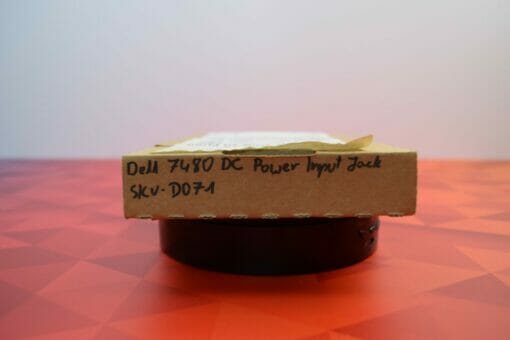 Dell 7480 DC Power Input Jack
SKU-D071